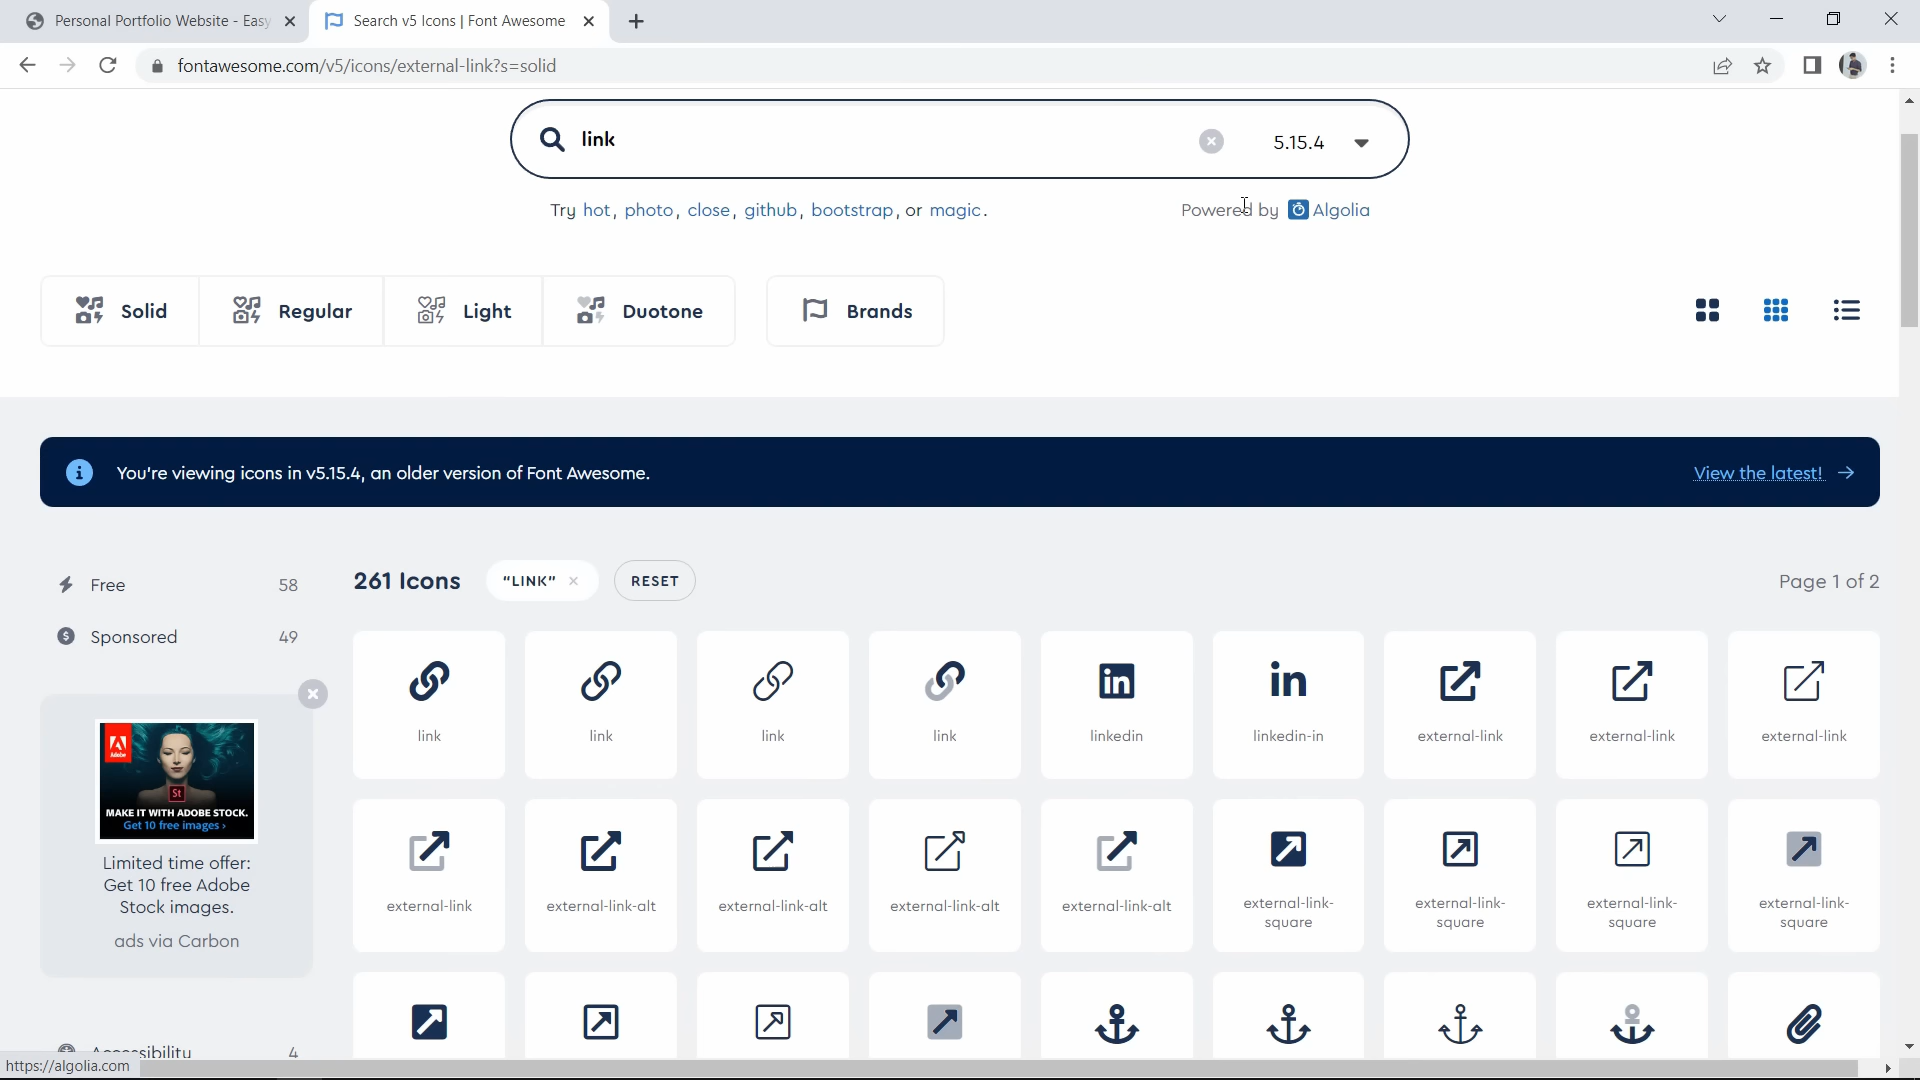 Personal Portfolio Website - Easy
Search v5 Icons | Font Awesome
fontawesome.com/v5/icons/external-link?s=solid
link
5.15.4
Try hot, photo, close, github, bootstrap, or magic.
Powered by Algolia
Solid
Regular
Light
Duotone
Brands
You're viewing icons in v5.15.4, an older version of Font Awesome.
View the latest!
Free 58
261 Icons
"LINK"
RESET
Page 1 of 2
Sponsored 49
link
link
link
link
linkedin
linkedin-in
external-link
external-link
external-link
Adobe
St
MAKE IT WITH ADOBE STOCK.
Get 10 free images ›
Limited time offer:
Get 10 free Adobe
Stock images.
ads via Carbon
external-link
external-link-alt
external-link-alt
external-link-alt
external-link-alt
external-link-
square
external-link-
square
external-link-
square
external-link-
square
Accessibility 4
https://algolia.com